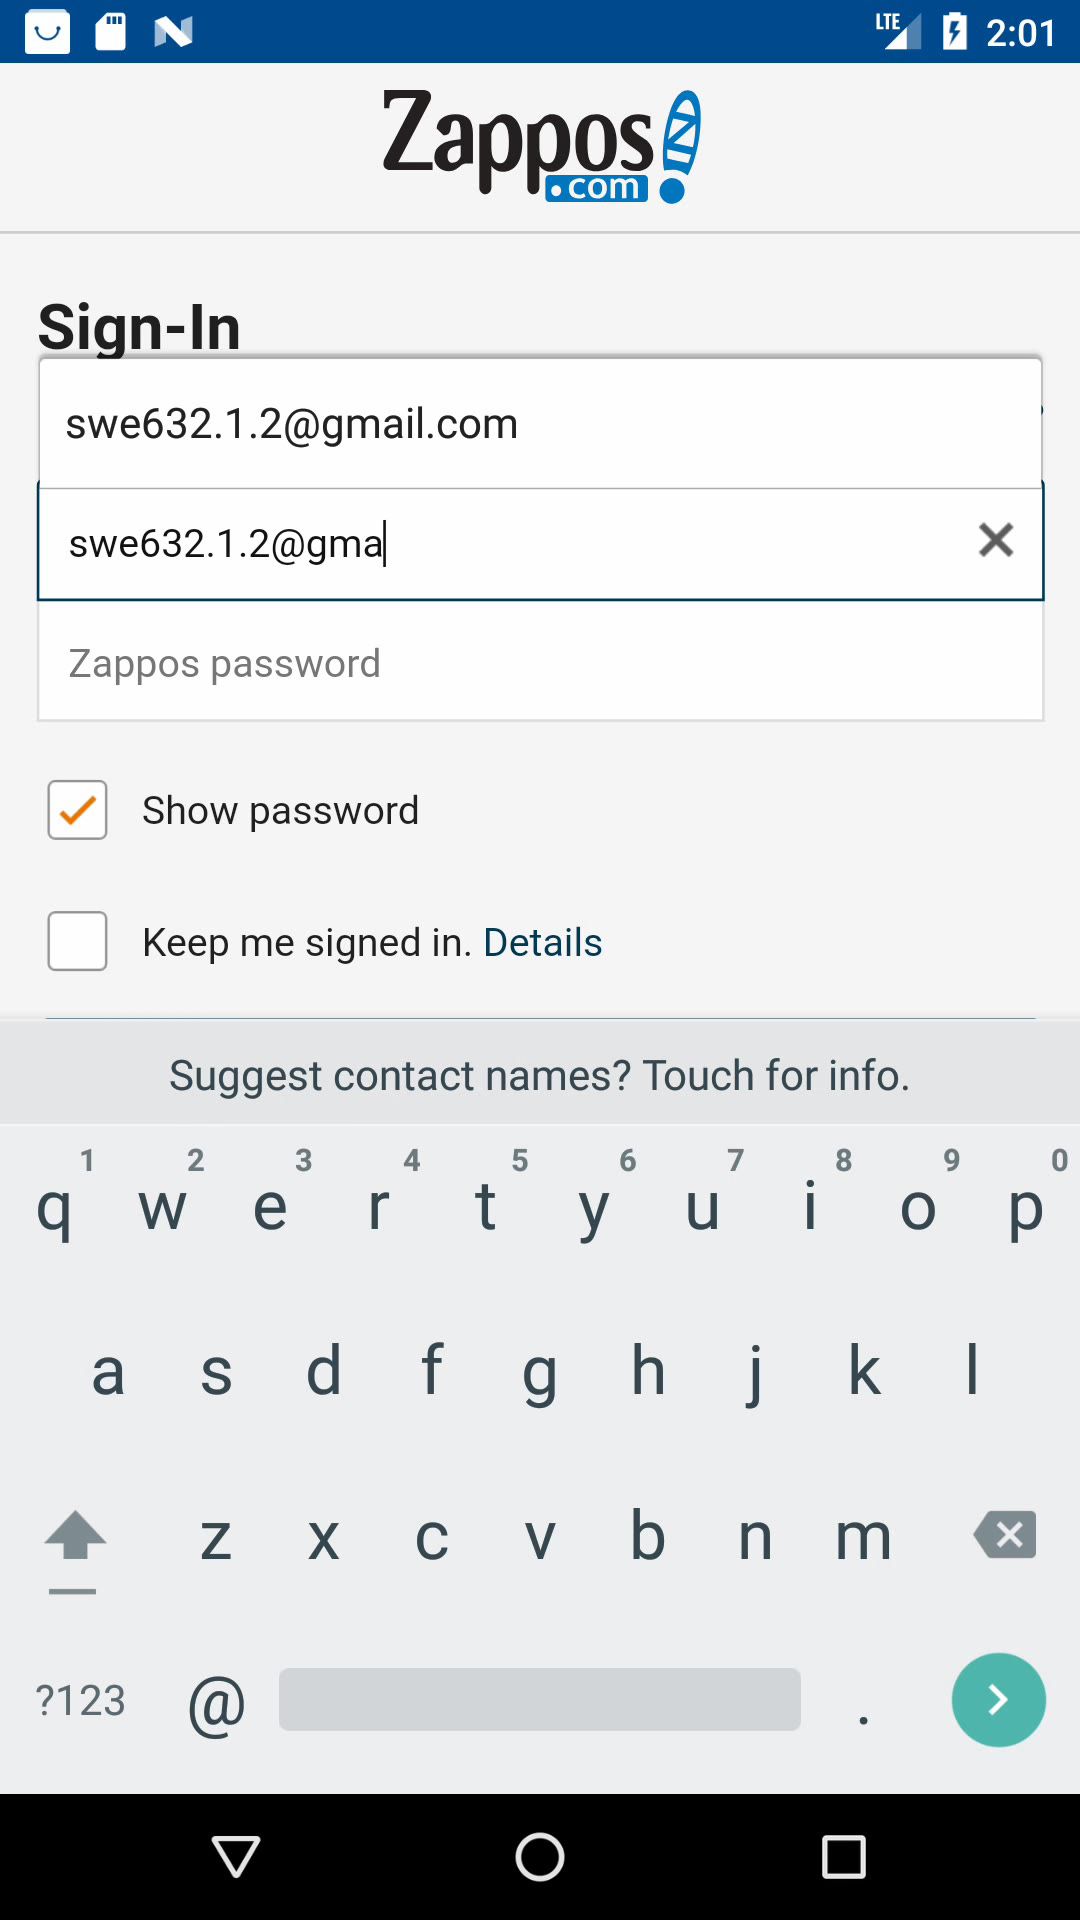 LTE 2:01
Zappos
.com
Sign-In
swe632.1.2@gmail.com
swe632.1.2@gma
Zappos password
Show password
Keep me signed in. Details
Suggest contact names? Touch for info.
1 2 3 4 5 6 7 8 9 0
q w e r t y u i o p
a s d f g h j k l
z x c v b n m
?123 @ .